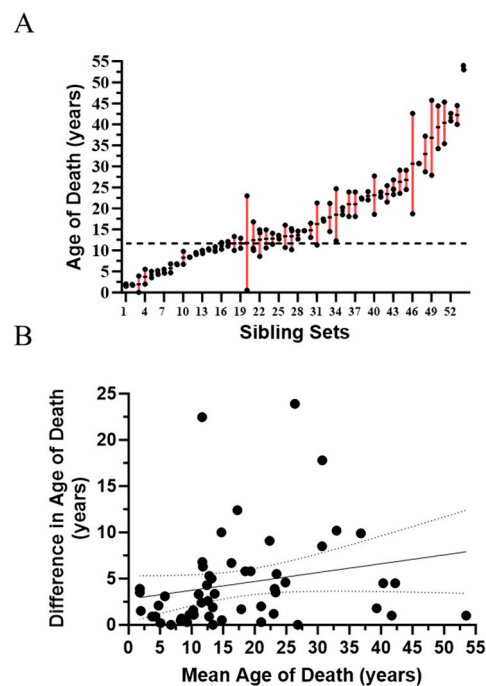 A
Age of Death (years)
55
50
45
40
35
30
25
20
15
10
5
0
1 4 7 10 13 16 19 22 25 28 31 34 37 40 43 46 49 52
Sibling Sets
B
Difference in Age of Death
(years)
25
20
15
10
5
0
0 5 10 15 20 25 30 35 40 45 50 55
Mean Age of Death (years)